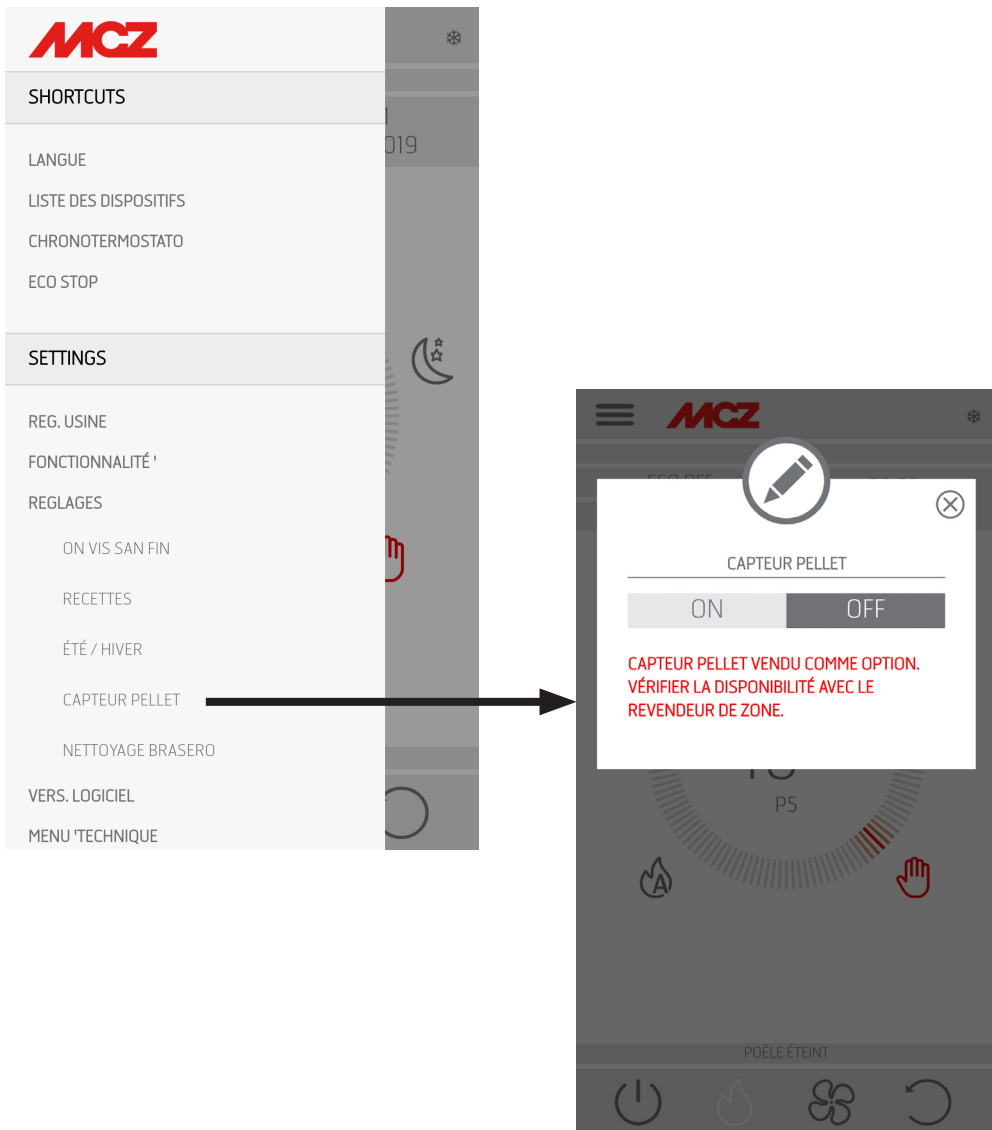 MCZ
SHORTCUTS
019
LANGUE
LISTE DES DISPOSITIFS
CHRONOTERMOSTATO
ECO STOP
SETTINGS
REG. USINE
FONCTIONNALITÉ '
REGLAGES
ON VIS SAN FIN
RECETTES
ÉTÉ / HIVER
CAPTEUR PELLET
NETTOYAGE BRASERO
VERS. LOGICIEL
MENU 'TECHNIQUE
MCZ
CAPTEUR PELLET
ON OFF
CAPTEUR PELLET VENDU COMME OPTION.
VÉRIFIER LA DISPONIBILITÉ AVEC LE
REVENDEUR DE ZONE.
P5
A
POÊLE ÉTEINT